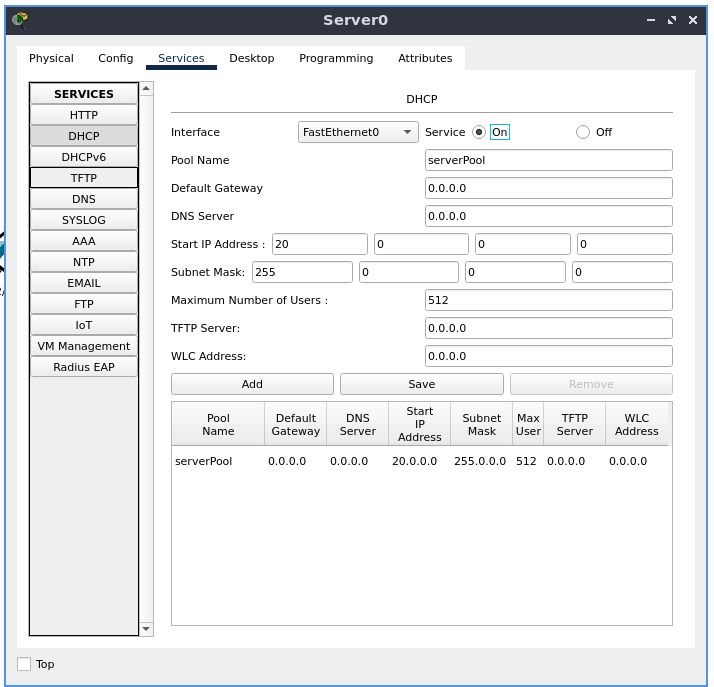 Server0
Physical Config Services Desktop Programming Attributes
SERVICES
HTTP
DHCP
DHCPv6
TFTP
DNS
SYSLOG
AAA
NTP
EMAIL
FTP
IoT
VM Management
Radius EAP
DHCP
Interface FastEthernet0 Service On Off
Pool Name serverPool
Default Gateway 0.0.0.0
DNS Server 0.0.0.0
Start IP Address : 20 0 0 0
Subnet Mask: 255 0 0 0
Maximum Number of Users : 512
TFTP Server: 0.0.0.0
WLC Address: 0.0.0.0
Add Save Remove
Pool Name Default Gateway DNS Server Start IP Address Subnet Mask Max User TFTP Server WLC Address
serverPool 0.0.0.0 0.0.0.0 20.0.0.0 255.0.0.0 512 0.0.0.0 0.0.0.0
Top